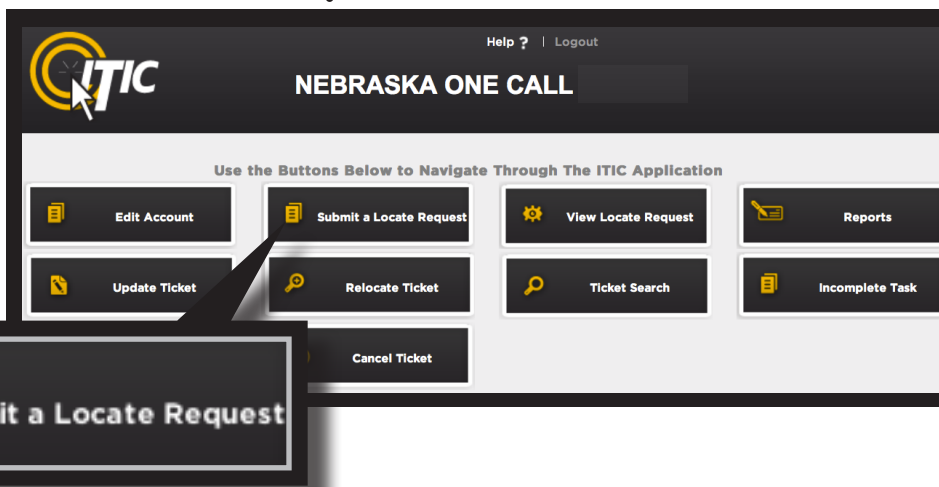 Help ? | Logout
ITIC
NEBRASKA ONE CALL
Use the Buttons Below to Navigate Through The ITIC Application
Edit Account
Submit a Locate Request
View Locate Request
Reports
Update Ticket
Relocate Ticket
Ticket Search
Incomplete Task
Cancel Ticket
it a Locate Request